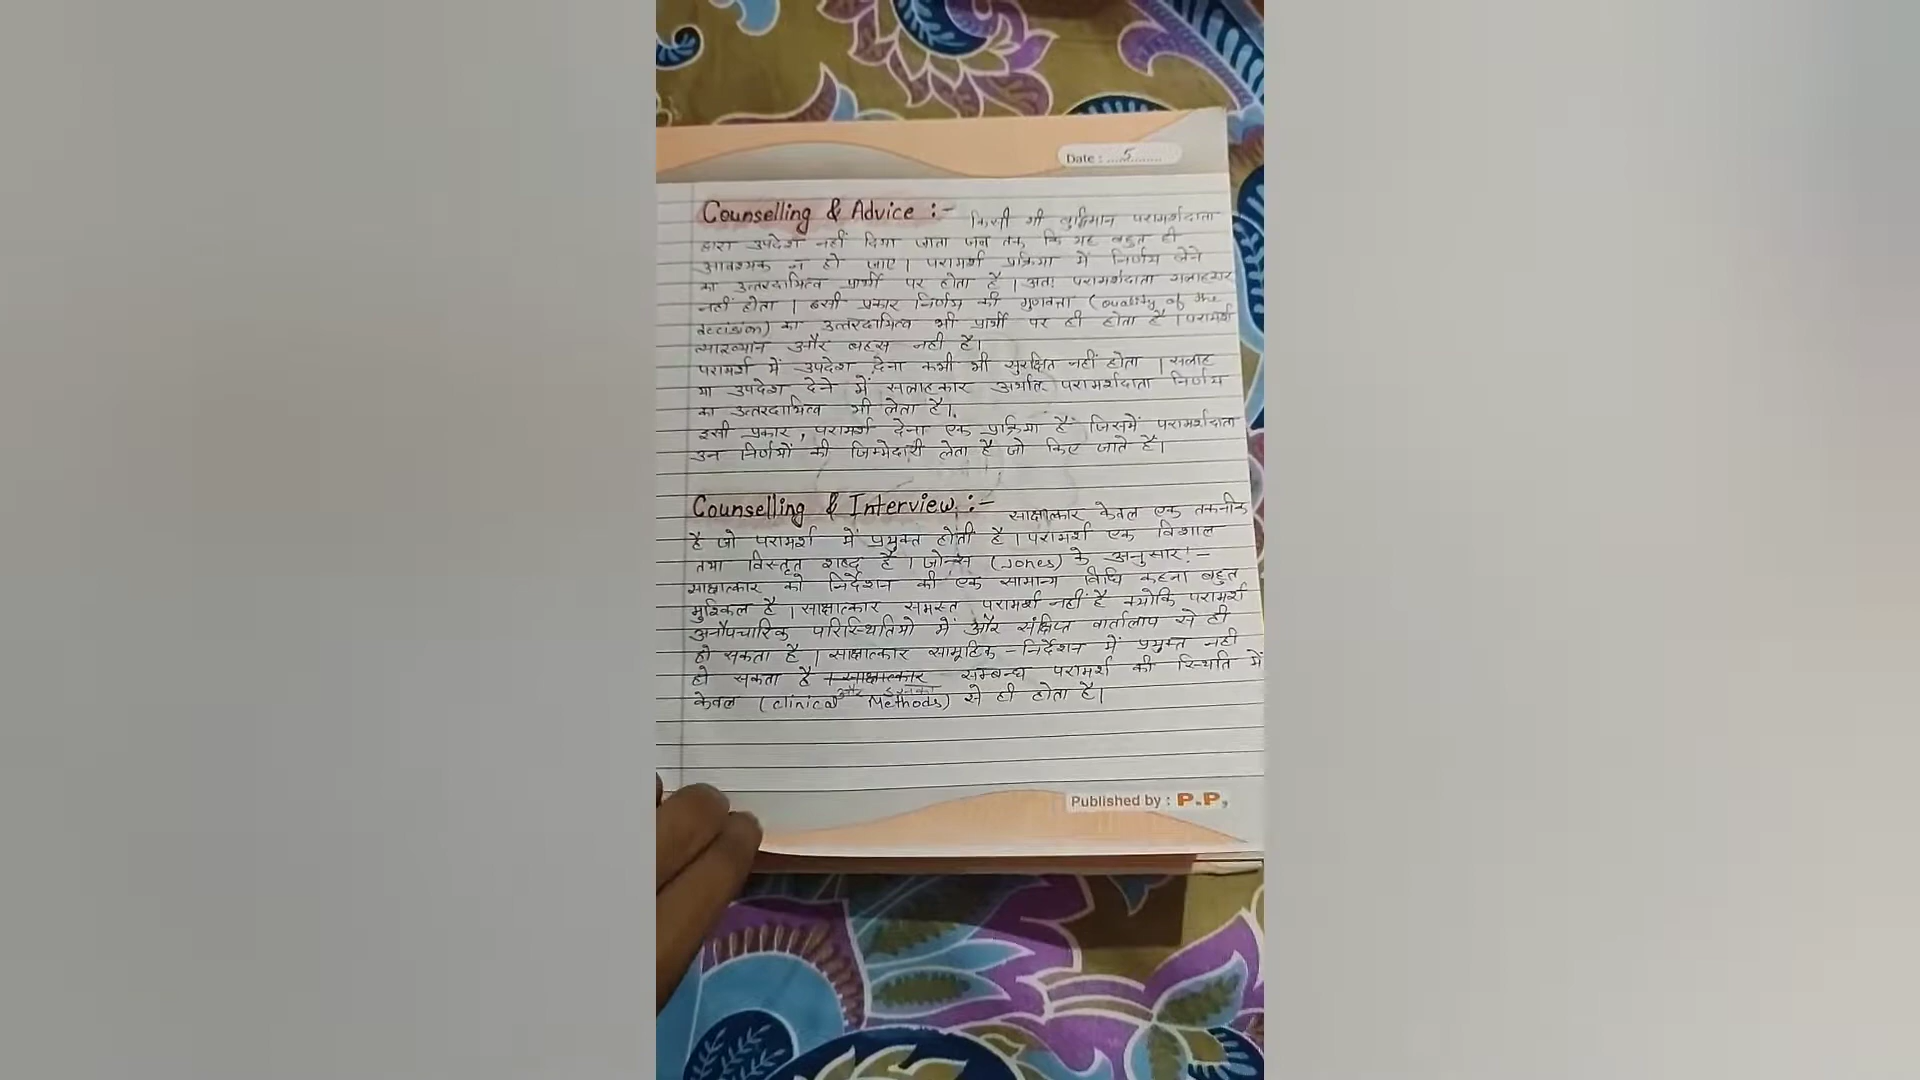 Date : ....5.........
Counselling & Advice :- किसी भी बुद्धिमान परामर्शदाता
द्वारा उपदेश नहीं दिया जाता जब तक कि यह बहुत ही
आवश्यक न हो जाए। परामर्श प्रक्रिया में निर्णय लेने
का उत्तरदायित्व प्रार्थी पर होता है। अतः परामर्शदाता सलाहकार
नहीं होता। इसी प्रकार निर्णय की गुणवत्ता (Quality of the
decision) का उत्तरदायित्व भी प्रार्थी पर ही होता है। परामर्श
व्याख्यान और बहस नही है।
परामर्श में उपदेश देना कभी भी सुरक्षित नहीं होता। सलाह
या उपदेश देने में सलाहकार अर्थात् परामर्शदाता निर्णय
का उत्तरदायित्व भी लेता है।
इसी प्रकार, परामर्श देना एक प्रक्रिया है जिसमें परामर्शदाता
उन निर्णयों की जिम्मेदारी लेता है जो किए जाते है।
Counselling & Interview :- साक्षात्कार केवल एक तकनीक
है जो परामर्श में प्रयुक्त होती है। परामर्श एक विशाल
तथा विस्तृत शब्द है। जोन्स (Jones) के अनुसार:-
साक्षात्कार को निर्देशन की एक सामान्य विधि कहना बहुत
मुश्किल है। साक्षात्कार समस्त परामर्श नहीं है क्योकि परामर्श
अनौपचारिक परिस्थितियो में और संक्षिप्त वार्तालाप से ही
हो सकता है। साक्षात्कार सामूहिक-निर्देशन में प्रयुक्त नही
हो सकता है साक्षात्कार सम्बन्ध परामर्श की स्थिति में
और इसका
केवल (clinical Methods) से ही होता है।
Published by : P.P,